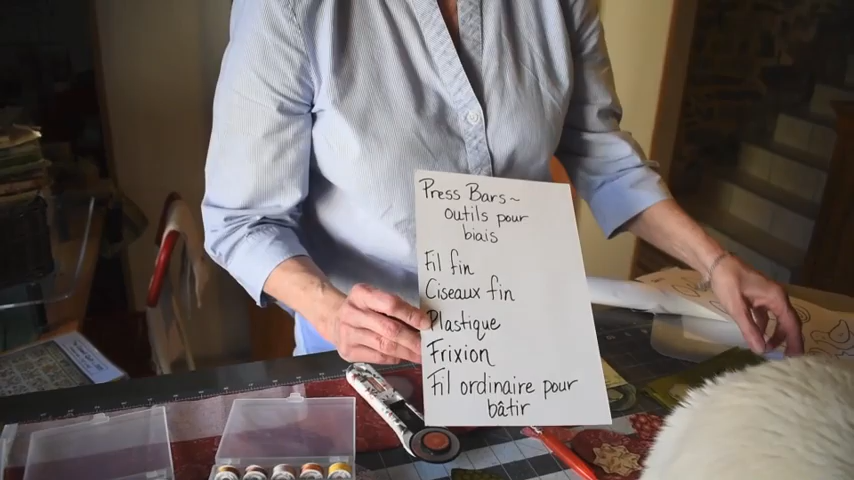 Press Bars~
outils pour
biais
Fil fin
Ciseaux fin
Plastique
Frixion
Fil ordinaire pour
bâtir